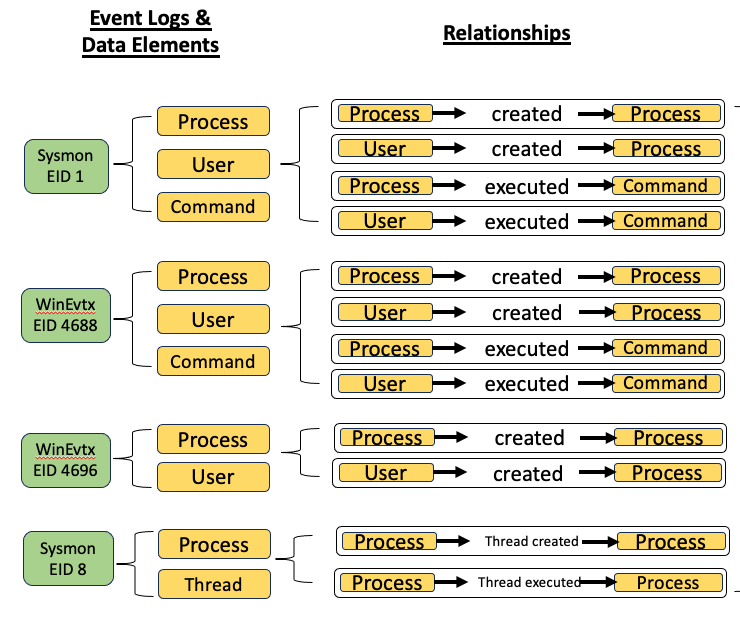 Event Logs &
Data Elements
Relationships
Sysmon
EID 1
Process
User
Command
Process created Process
User created Process
Process executed Command
User executed Command
WinEvtx
EID 4688
Process
User
Command
Process created Process
User created Process
Process executed Command
User executed Command
WinEvtx
EID 4696
Process
User
Process created Process
User created Process
Sysmon
EID 8
Process
Thread
Process Thread created Process
Process Thread executed Process